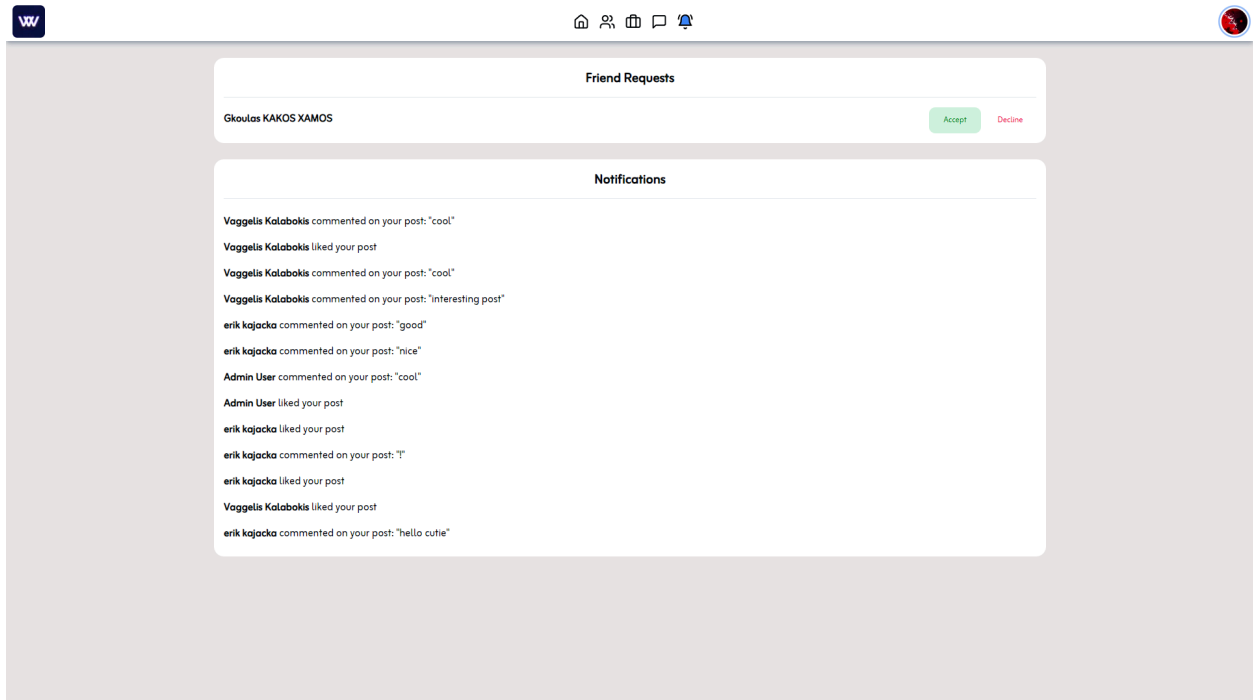 W
Friend Requests
Gkoulas KAKOS XAMOS
Accept
Decline
Notifications
Vaggelis Kalabokis commented on your post: "cool"
Vaggelis Kalabokis liked your post
Vaggelis Kalabokis commented on your post: "cool"
Vaggelis Kalabokis commented on your post: "interesting post"
erik kajacka commented on your post: "good"
erik kajacka commented on your post: "nice"
Admin User commented on your post: "cool"
Admin User liked your post
erik kajacka liked your post
erik kajacka commented on your post: "!"
erik kajacka liked your post
Vaggelis Kalabokis liked your post
erik kajacka commented on your post: "hello cutie"